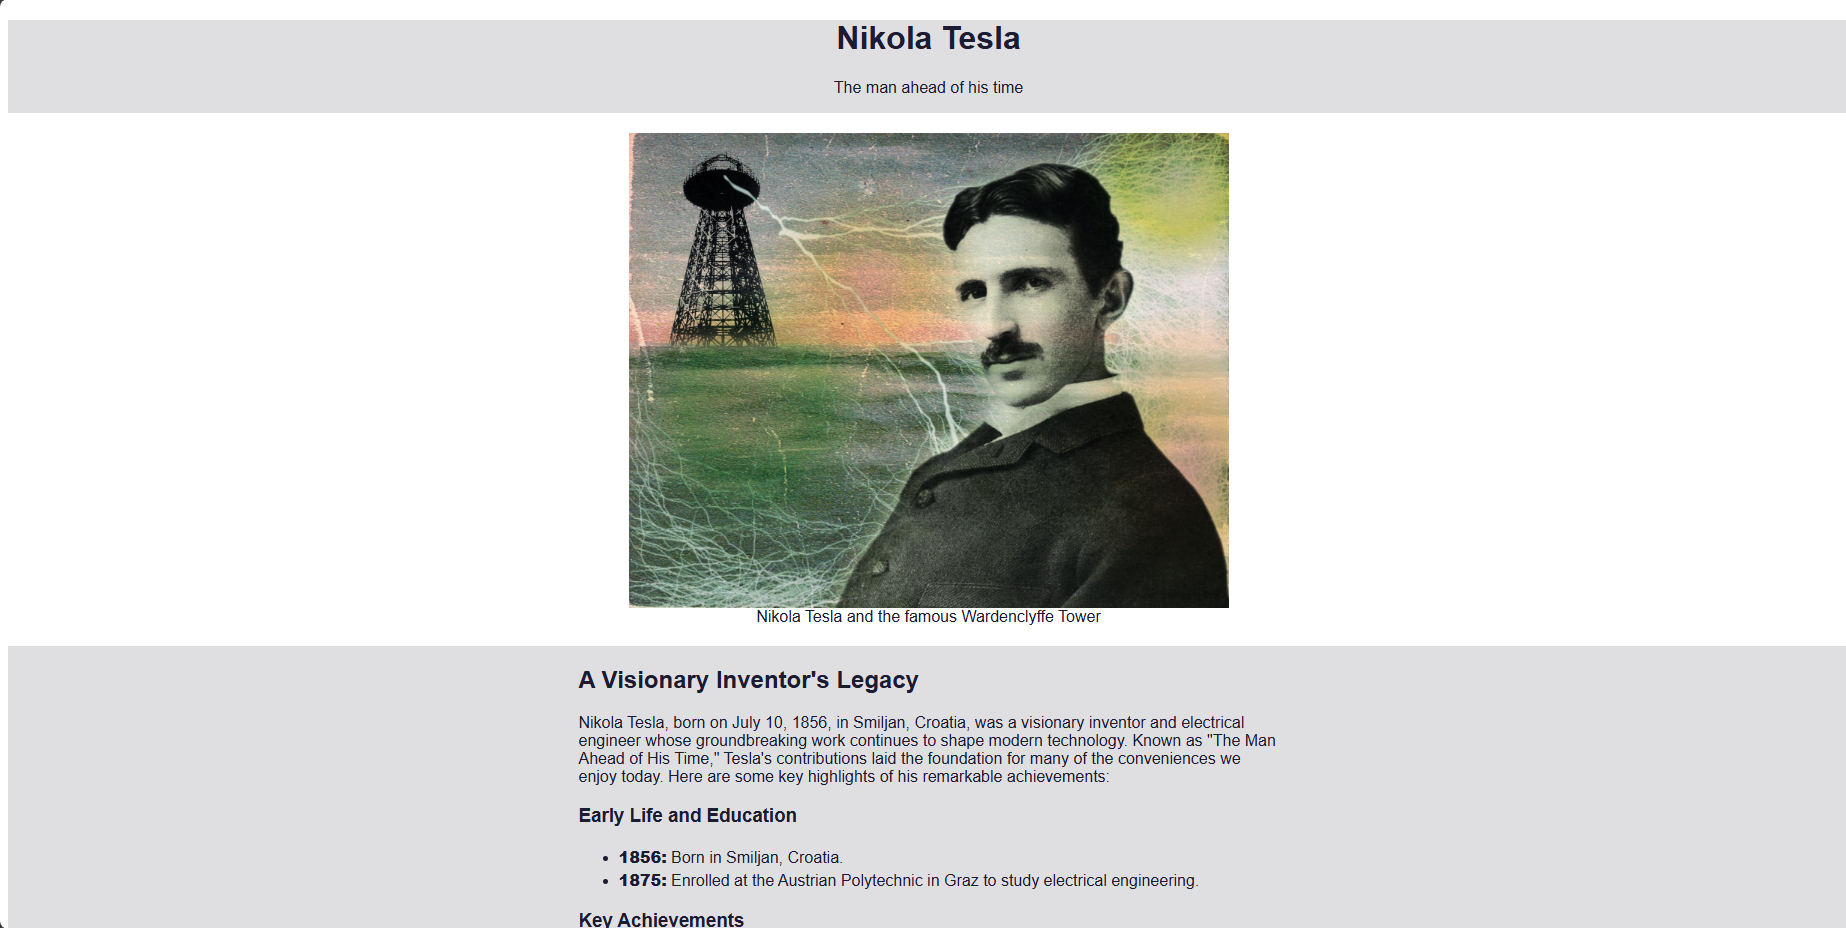 Nikola Tesla
The man ahead of his time
Nikola Tesla and the famous Wardenclyffe Tower
A Visionary Inventor's Legacy
Nikola Tesla, born on July 10, 1856, in Smiljan, Croatia, was a visionary inventor and electrical
engineer whose groundbreaking work continues to shape modern technology. Known as "The Man
Ahead of His Time," Tesla's contributions laid the foundation for many of the conveniences we
enjoy today. Here are some key highlights of his remarkable achievements:
Early Life and Education
• 1856: Born in Smiljan, Croatia.
• 1875: Enrolled at the Austrian Polytechnic in Graz to study electrical engineering.
Key Achievements